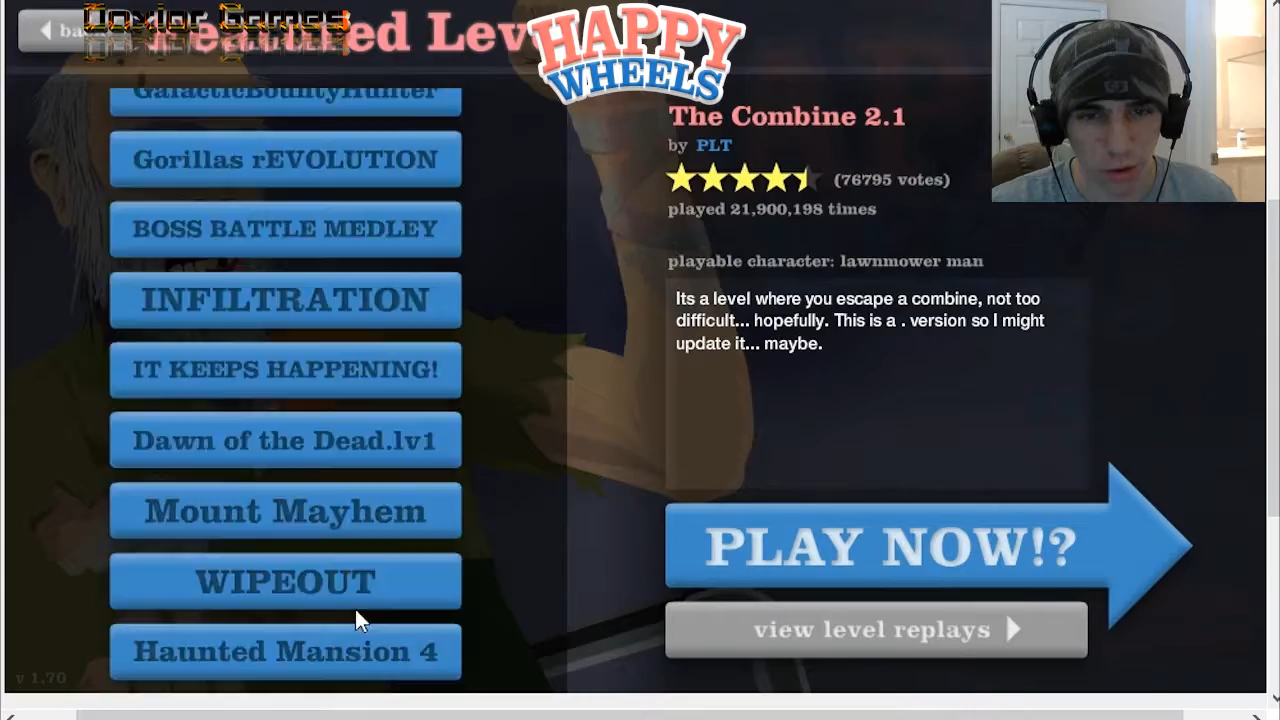 back
Featured Lev
HAPPY
WHEELS
GalacticBountyHunter
Gorillas rEVOLUTION
BOSS BATTLE MEDLEY
INFILTRATION
IT KEEPS HAPPENING!
Dawn of the Dead.lv1
Mount Mayhem
WIPEOUT
Haunted Mansion 4
v 1.70
The Combine 2.1
by PLT
(76795 votes)
played 21,900,198 times
playable character: lawnmower man
Its a level where you escape a combine, not too
difficult... hopefully. This is a . version so I might
update it... maybe.
PLAY NOW!?
view level replays